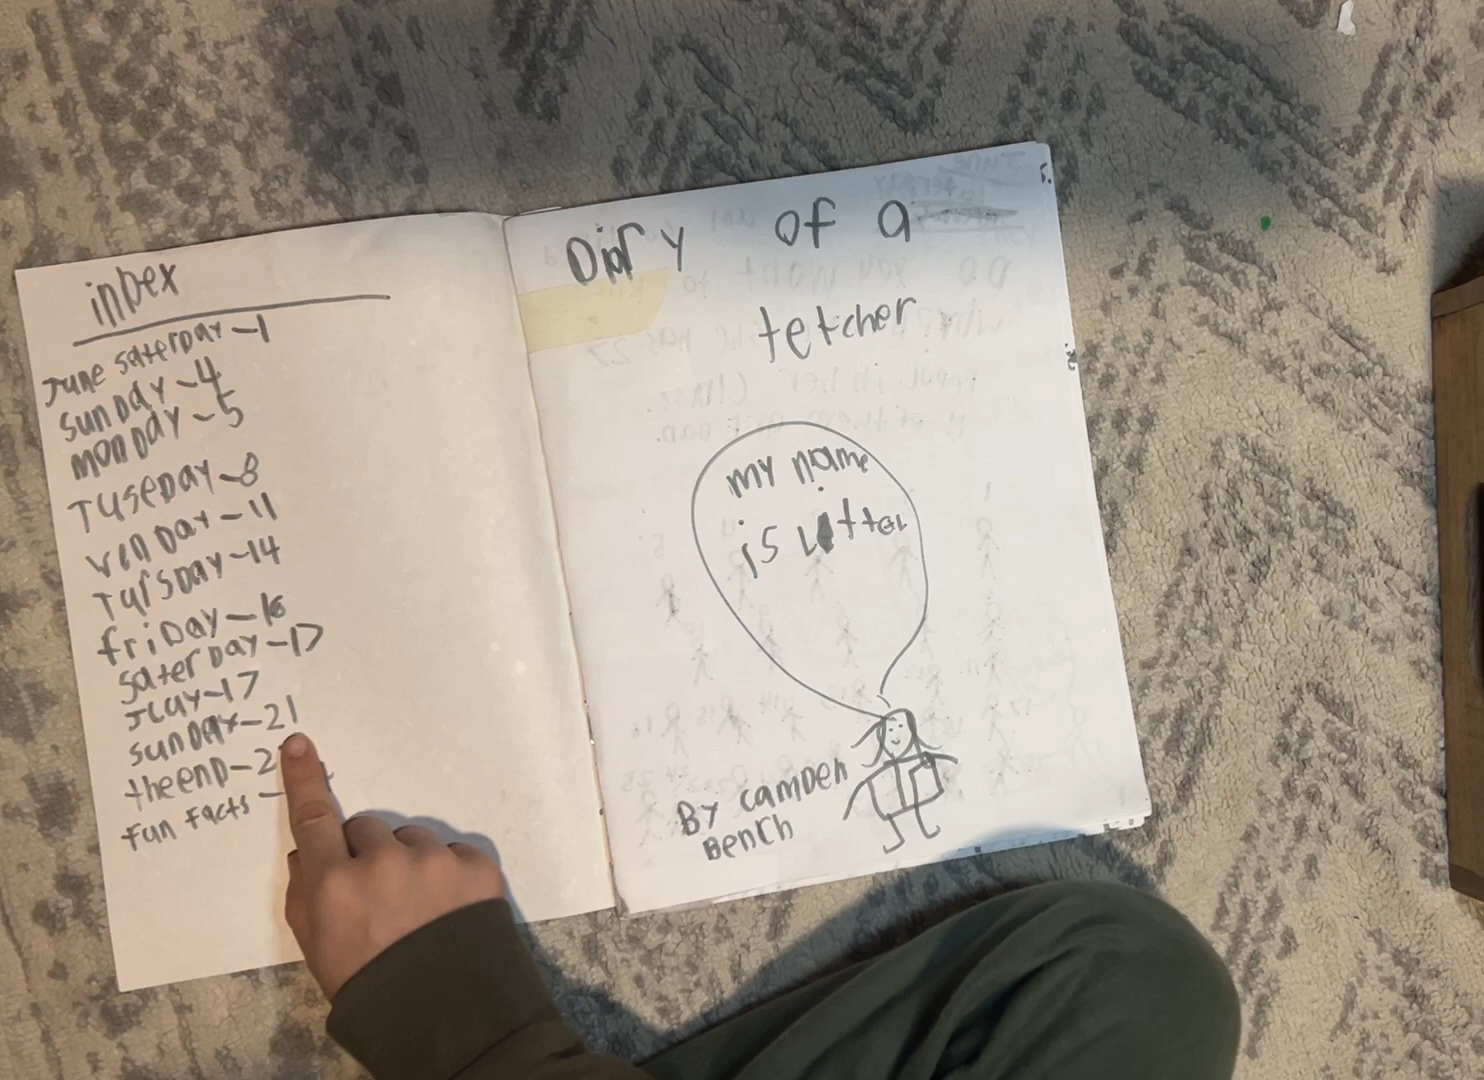 inDex
June saterDay-1
sunDay-4
monDay-5
TuseDay-8
venDay-11
TursDay-14
friDay-16
saterDay-17
Jlay-17
sunDay-21
theenD-2
fun facts-
Diary of a
tetcher
my name
is
By camDen
Bench